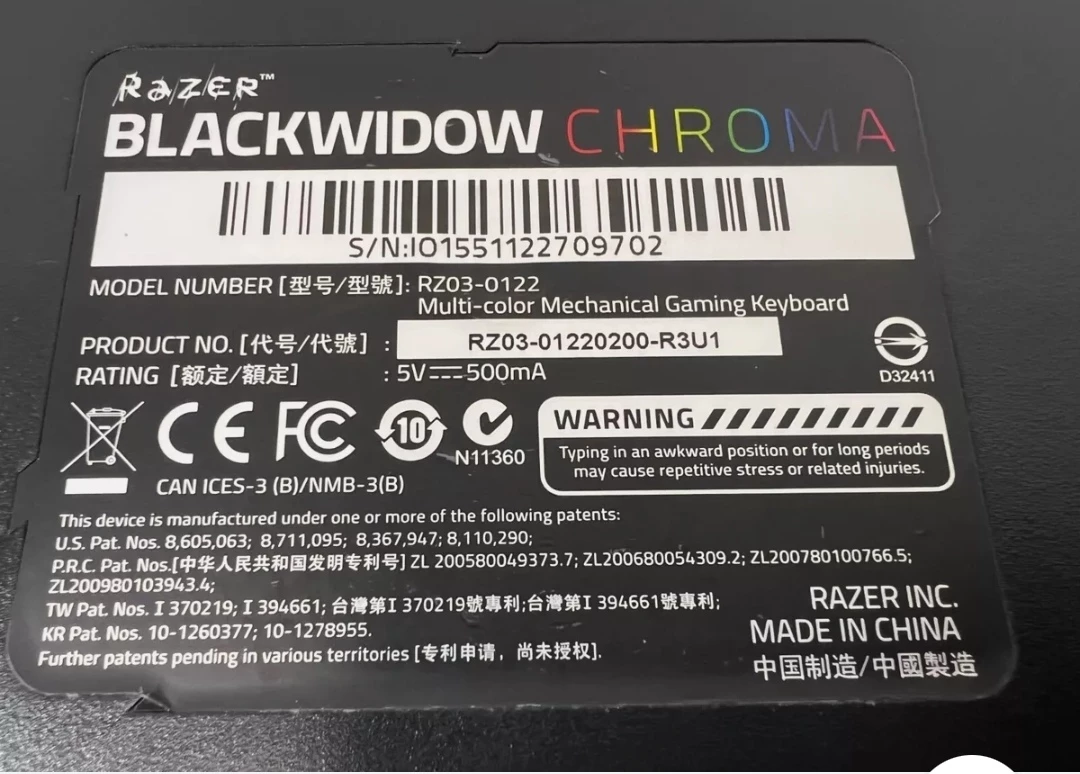 RAZER™
BLACKWIDOW CHROMA
S/N:IO1551122709702
MODEL NUMBER [型号/型號]: RZ03-0122
Multi-color Mechanical Gaming Keyboard
PRODUCT NO. [代号/代號] : RZ03-01220200-R3U1
RATING [额定/額定] : 5V⎓500mA
D32411
CE FC 10 N11360
CAN ICES-3 (B)/NMB-3(B)
WARNING
Typing in an awkward position or for long periods
may cause repetitive stress or related injuries.
This device is manufactured under one or more of the following patents:
U.S. Pat. Nos. 8,605,063; 8,711,095; 8,367,947; 8,110,290;
P.R.C. Pat. Nos.[中华人民共和国发明专利号] ZL 200580049373.7; ZL200680054309.2; ZL200780100766.5;
ZL200980103943.4;
TW Pat. Nos. I 370219; I 394661; 台灣第I 370219號專利;台灣第I 394661號專利;
KR Pat. Nos. 10-1260377; 10-1278955.
Further patents pending in various territories [专利申请，尚未授权].
RAZER INC.
MADE IN CHINA
中国制造/中國製造